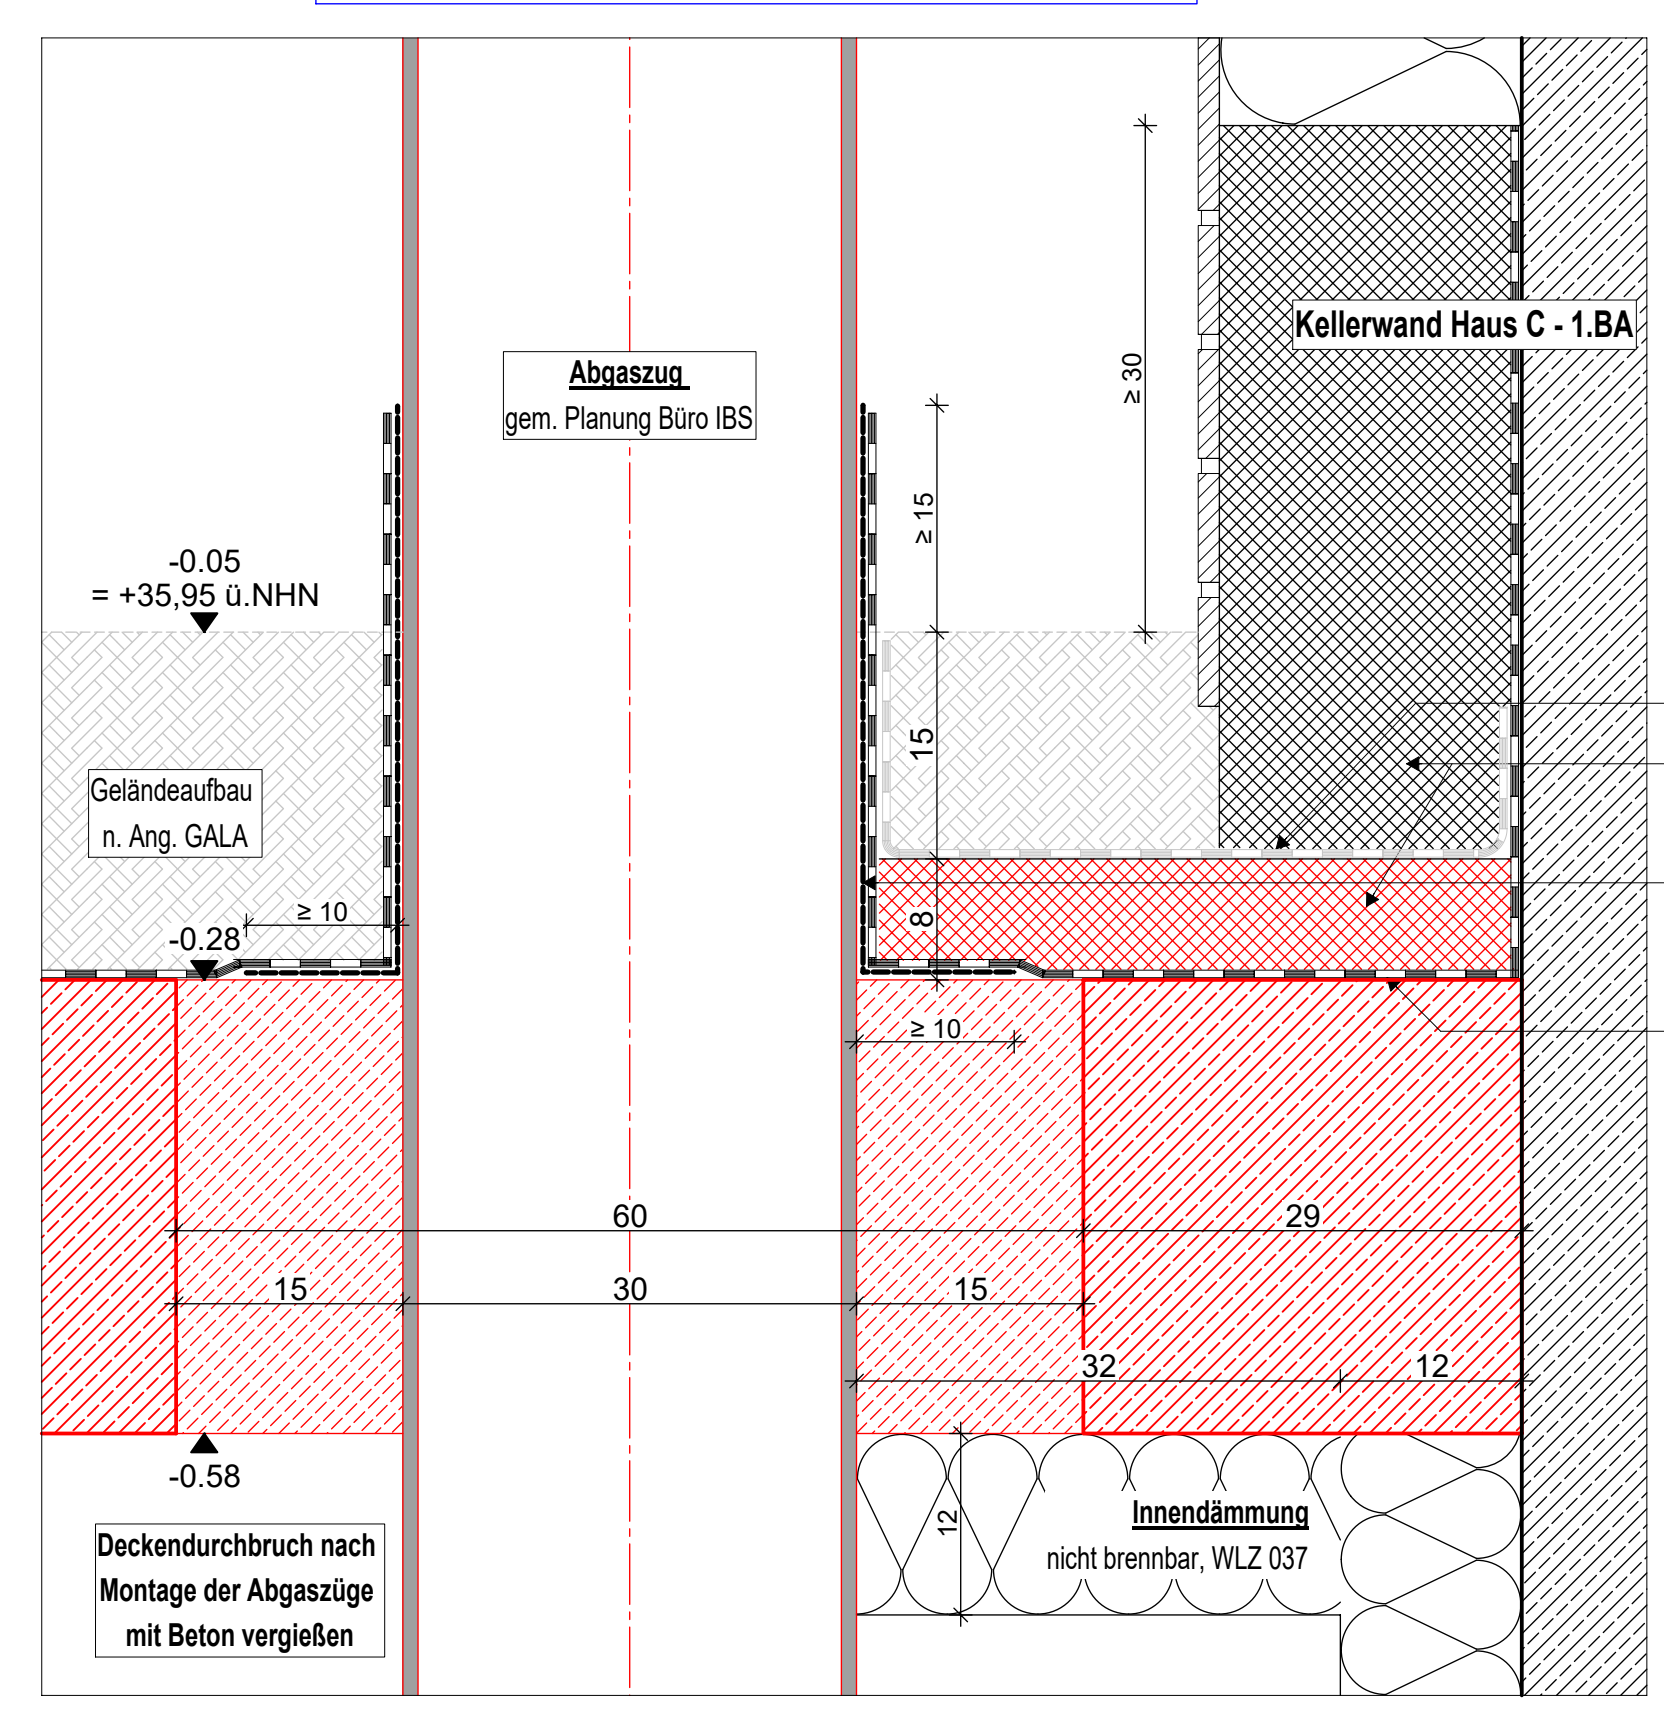 Kellerwand Haus C - 1.BA
Abgaszug
gem. Planung Büro IBS
≥ 30
≥ 15
-0.05
= +35,95 ü.NHN
15
Geländeaufbau
n. Ang. GALA
≥ 10
8
-0.28
≥ 10
60
29
15
30
15
32
12
-0.58
12
Innendämmung
nicht brennbar, WLZ 037
Deckendurchbruch nach
Montage der Abgaszüge
mit Beton vergießen